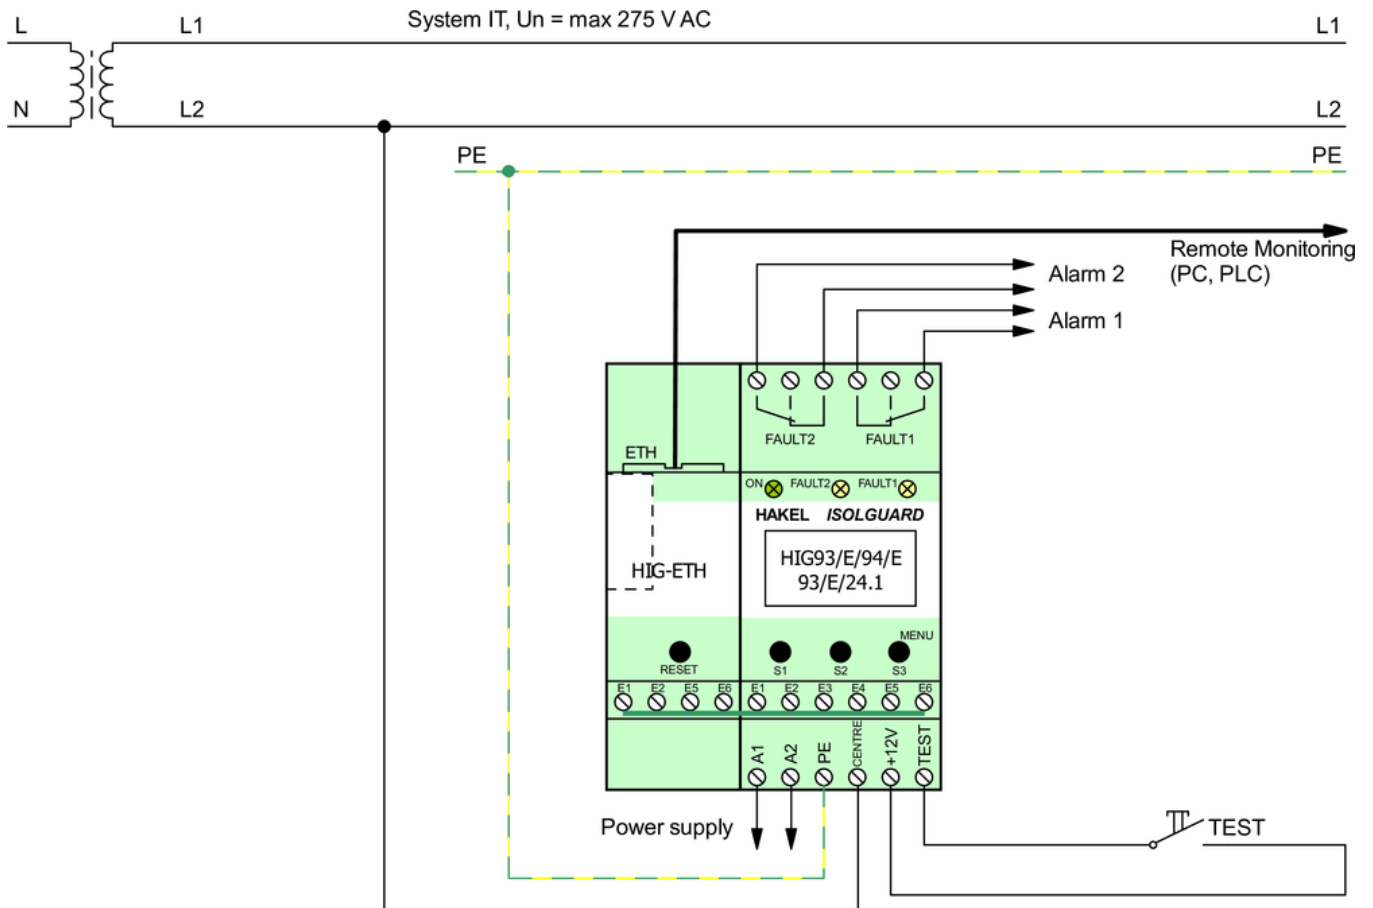 System IT, Un = max 275 V AC
L
L1
L1
N
L2
L2
PE
PE
Remote Monitoring
(PC, PLC)
Alarm 2
Alarm 1
FAULT2
FAULT1
ETH
ON
FAULT2
FAULT1
HAKEL ISOLGUARD
HIG93/E/94/E
93/E/24.1
HIG-ETH
MENU
RESET
S1
S2
S3
E1 E2 E5 E6 E1 E2 E3 E4 E5 E6
A1
A2
PE
CENTRE
+12V
TEST
Power supply
TEST